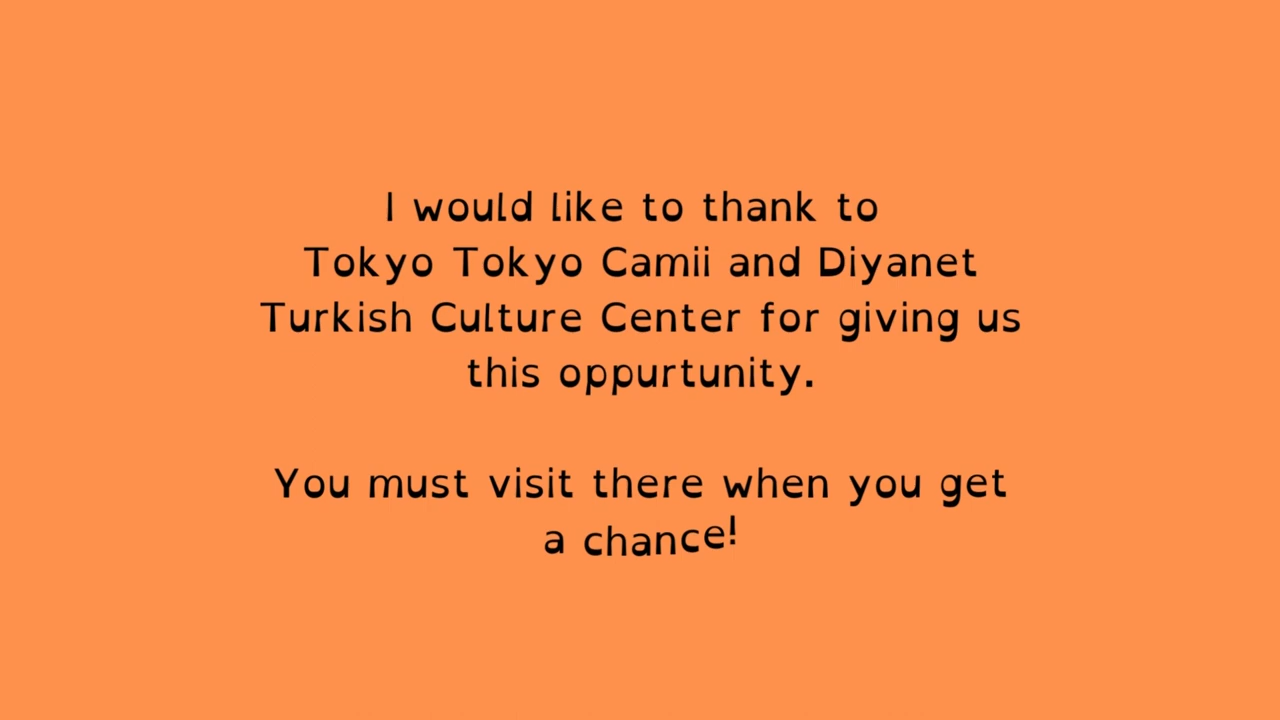 I would like to thank to
Tokyo Tokyo Camii and Diyanet
Turkish Culture Center for giving us
this oppurtunity.
You must visit there when you get
a chance!